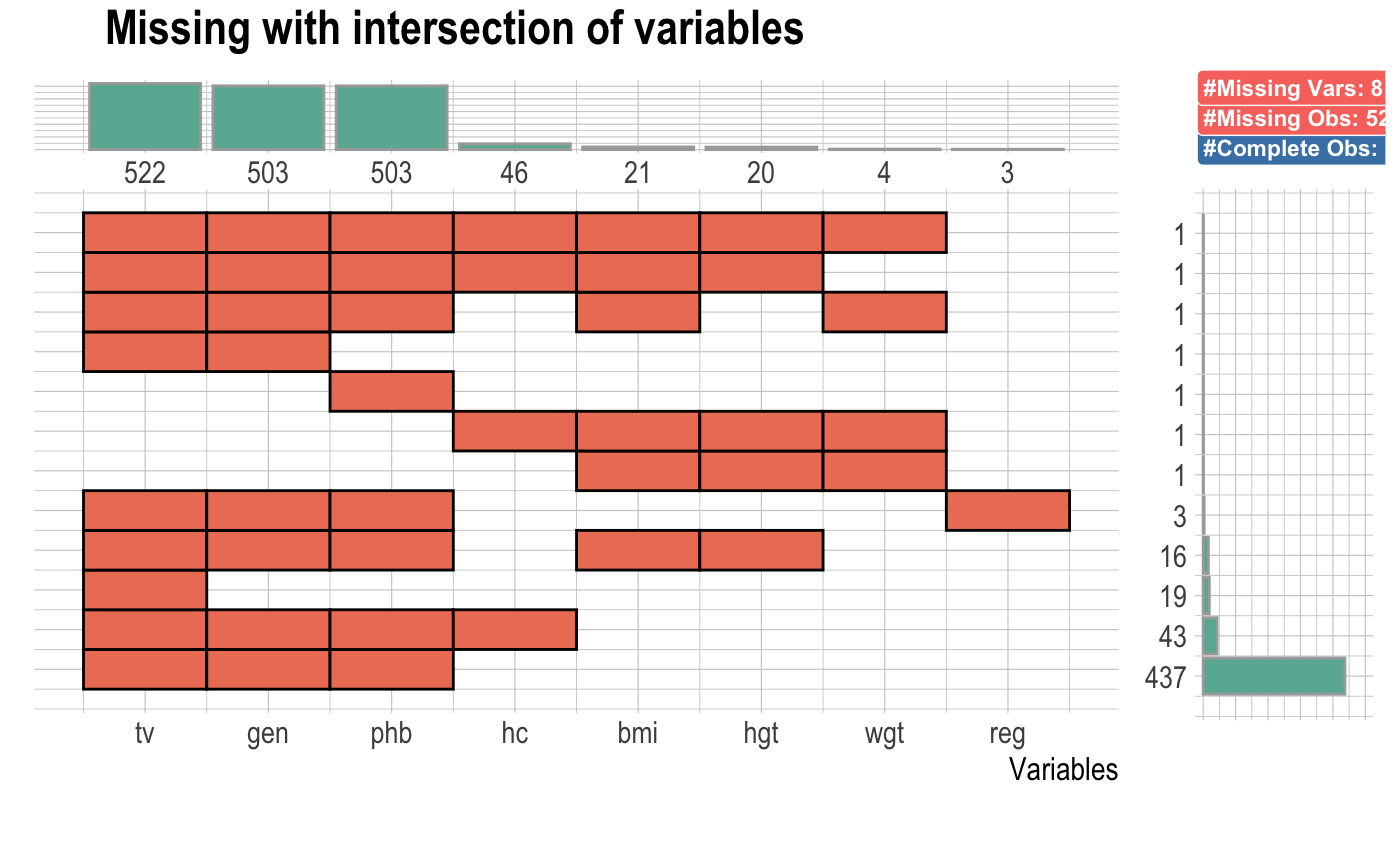 Missing with intersection of variables
#Missing Vars: 8
#Missing Obs: 52
#Complete Obs:
522 503 503 46 21 20 4 3
1
1
1
1
1
1
1
3
16
19
43
437
tv gen phb hc bmi hgt wgt reg
Variables